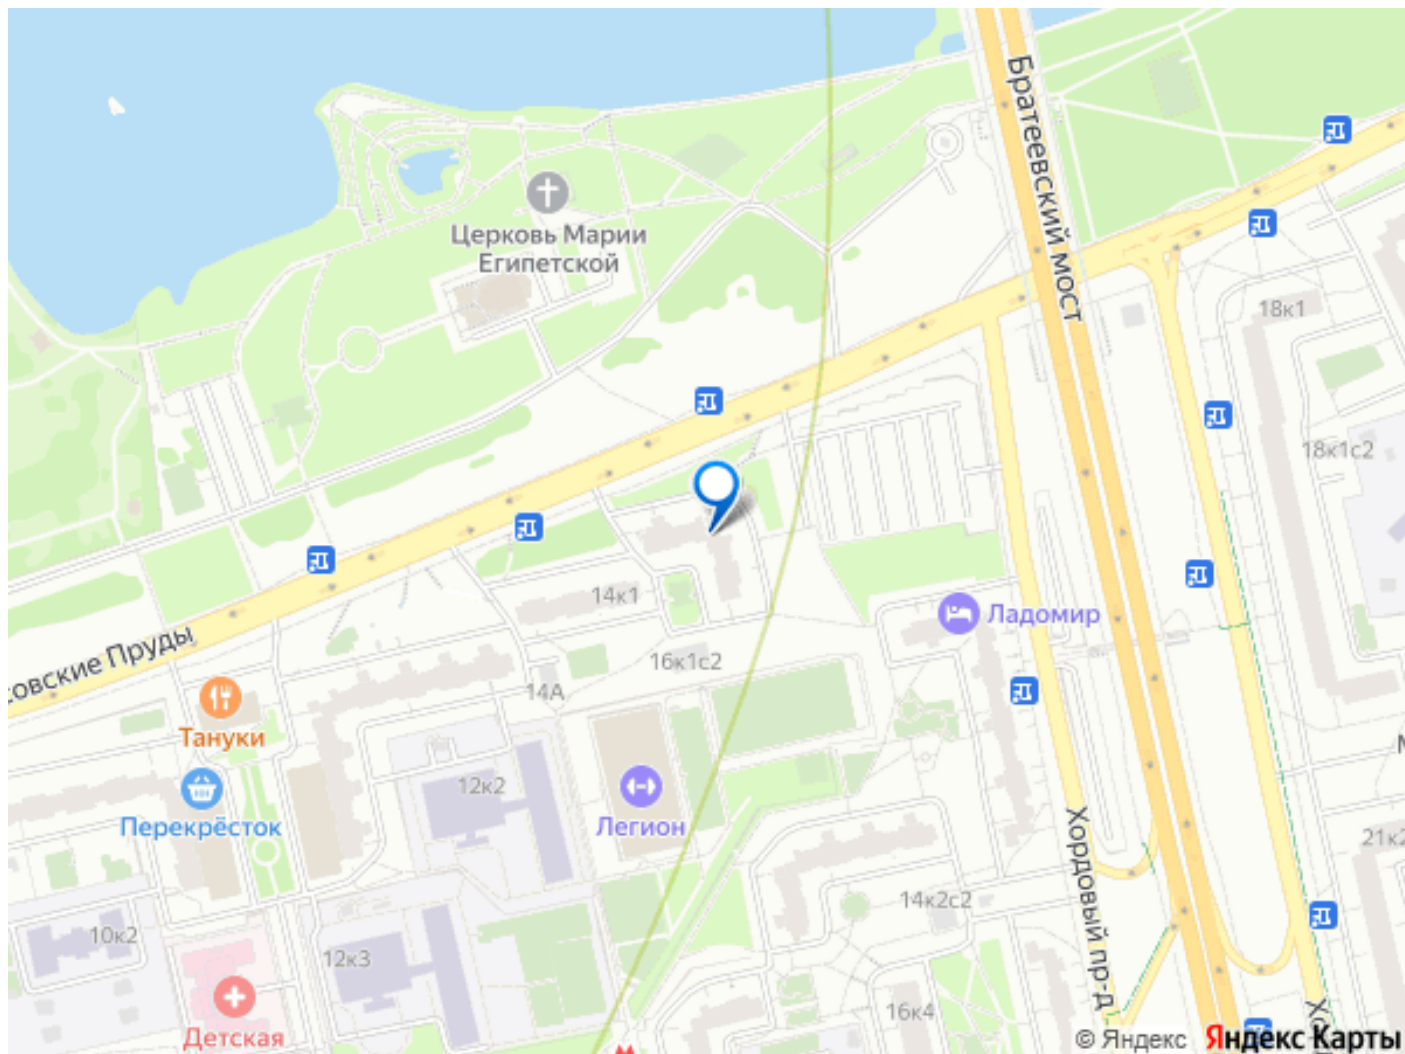 Братеевский мост
Церковь Марии
Египетской
18к1
18к1с2
14к1
Ладомир
совские Пруды
16к1с2
14А
Тануки
12к2
Перекрёсток
Легион
Хордовый пр-д
21к2
14к2с2
10к2
12к3
16к4
Детская
© Яндекс Яндекс Карты